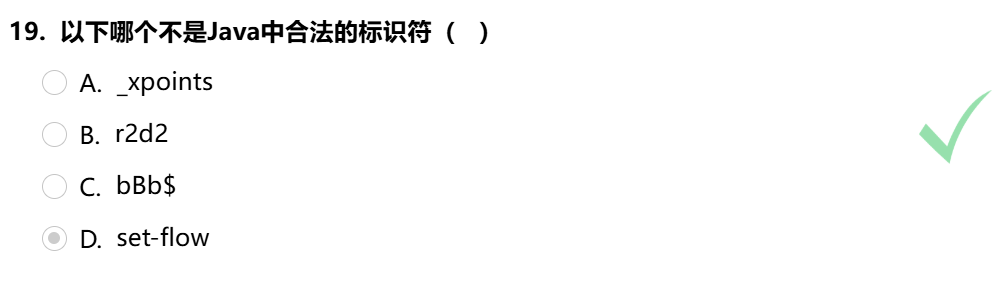 19. 以下哪个不是Java中合法的标识符（ ）
A. _xpoints
B. r2d2
C. bBb$
D. set-flow